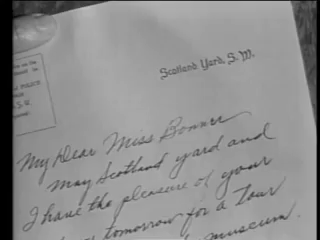 Scotland Yard, S.W.
My Dear Miss Bonner
May Scotland yard and
I have the pleasure of your
tomorrow for a Tour
museum.